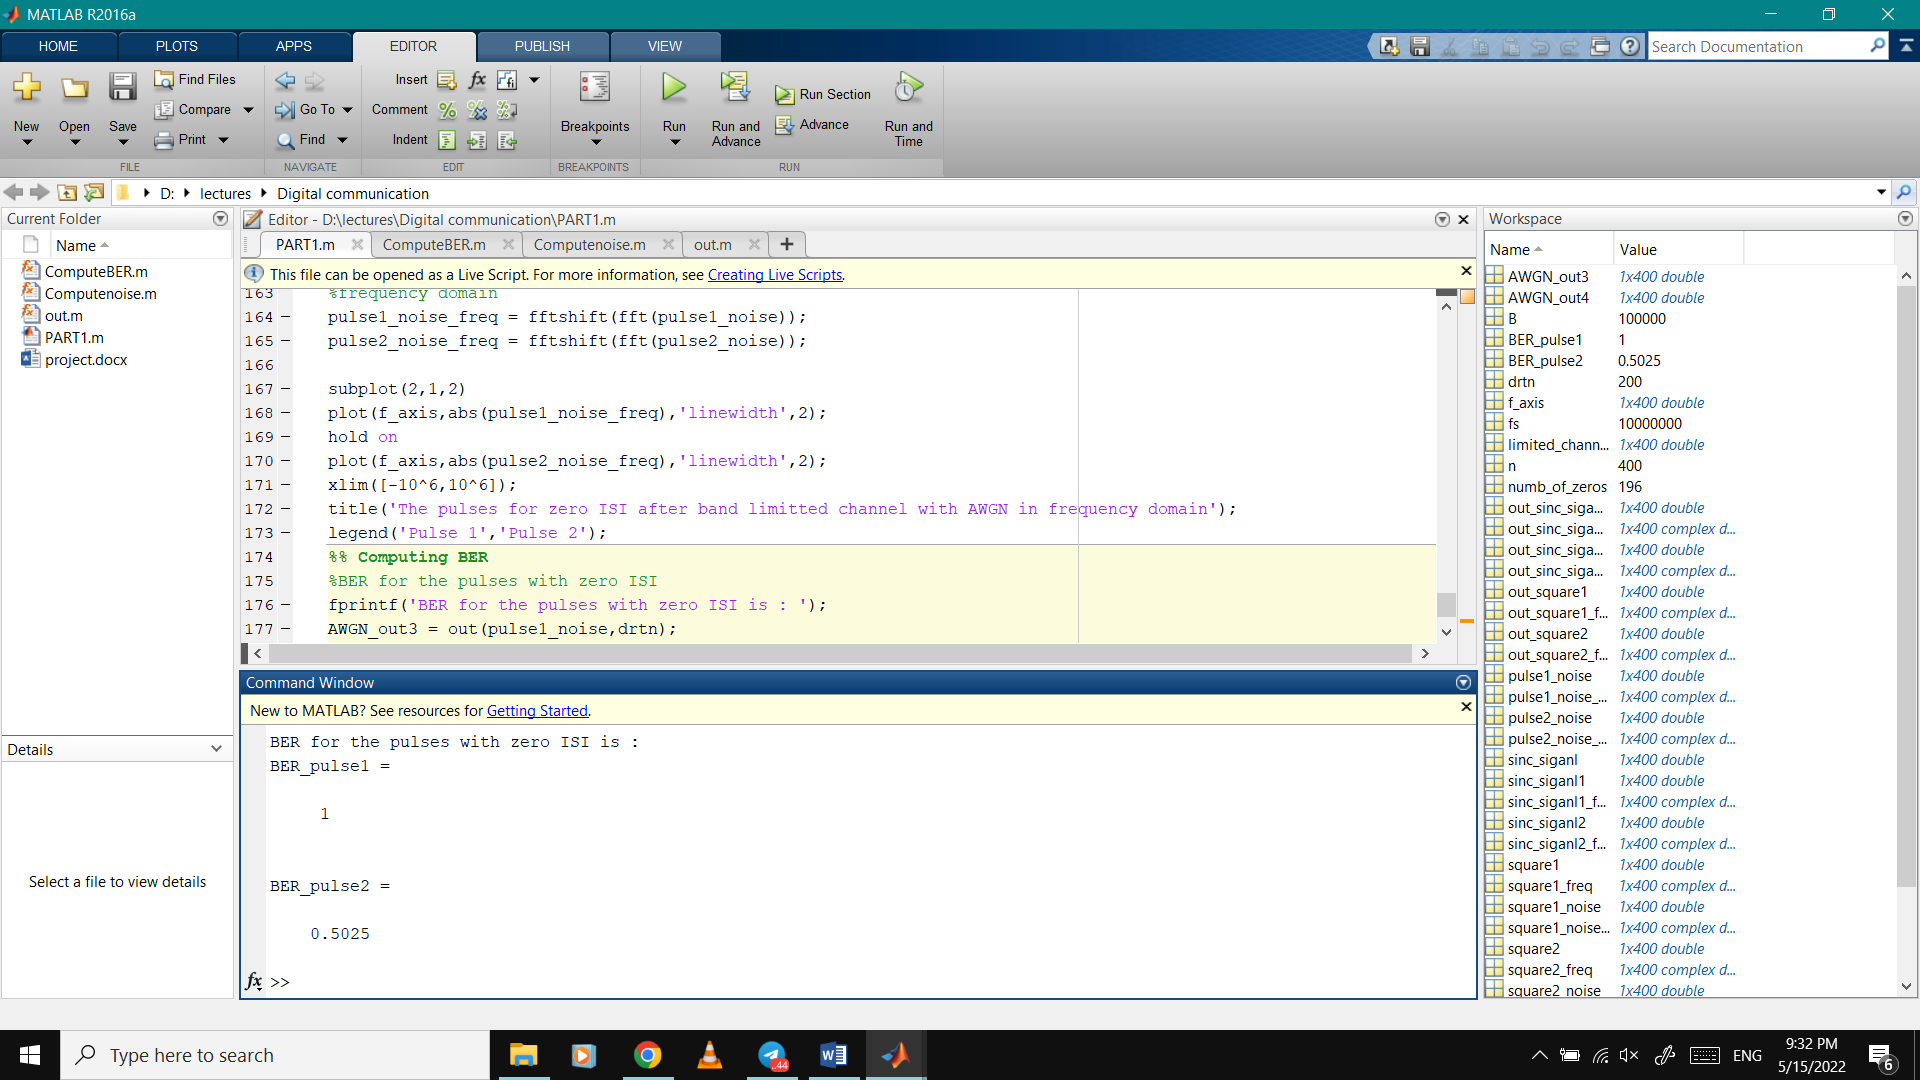 MATLAB R2016a
HOME PLOTS APPS EDITOR PUBLISH VIEW
Search Documentation
New
Open
Save
Find Files
Compare
Print
FILE
Go To
Find
NAVIGATE
Insert
Comment
Indent
EDIT
Breakpoints
BREAKPOINTS
Run
Run and Advance
Run Section
Advance
Run and Time
RUN
D: lectures Digital communication
Current Folder
Name
ComputeBER.m
Computenoise.m
out.m
PART1.m
project.docx
Details
Select a file to view details
Editor - D:\lectures\Digital communication\PART1.m
PART1.m ComputeBER.m Computenoise.m out.m
This file can be opened as a Live Script. For more information, see Creating Live Scripts.
163 %frequency domain
164 – pulse1_noise_freq = fftshift(fft(pulse1_noise));
165 – pulse2_noise_freq = fftshift(fft(pulse2_noise));
166
167 – subplot(2,1,2)
168 – plot(f_axis,abs(pulse1_noise_freq),'linewidth',2);
169 – hold on
170 – plot(f_axis,abs(pulse2_noise_freq),'linewidth',2);
171 – xlim([-10^6,10^6]);
172 – title('The pulses for zero ISI after band limitted channel with AWGN in frequency domain');
173 – legend('Pulse 1','Pulse 2');
174 %% Computing BER
175 %BER for the pulses with zero ISI
176 – fprintf('BER for the pulses with zero ISI is : ');
177 – AWGN_out3 = out(pulse1_noise,drtn);
Command Window
New to MATLAB? See resources for Getting Started.
BER for the pulses with zero ISI is :
BER_pulse1 =
1
BER_pulse2 =
0.5025
fx >>
Workspace
Name Value
AWGN_out3 1x400 double
AWGN_out4 1x400 double
B 100000
BER_pulse1 1
BER_pulse2 0.5025
drtn 200
f_axis 1x400 double
fs 10000000
limited_chann... 1x400 double
n 400
numb_of_zeros 196
out_sinc_siga... 1x400 double
out_sinc_siga... 1x400 complex d...
out_sinc_siga... 1x400 double
out_sinc_siga... 1x400 complex d...
out_square1 1x400 double
out_square1_f... 1x400 complex d...
out_square2 1x400 double
out_square2_f... 1x400 complex d...
pulse1_noise 1x400 double
pulse1_noise_... 1x400 complex d...
pulse2_noise 1x400 double
pulse2_noise_... 1x400 complex d...
sinc_siganl 1x400 double
sinc_siganl1 1x400 double
sinc_siganl1_f... 1x400 complex d...
sinc_siganl2 1x400 double
sinc_siganl2_f... 1x400 complex d...
square1 1x400 double
square1_freq 1x400 complex d...
square1_noise 1x400 double
square1_noise... 1x400 complex d...
square2 1x400 double
square2_freq 1x400 complex d...
square2_noise 1x400 double
Type here to search
..44
ENG
9:32 PM
5/15/2022
6